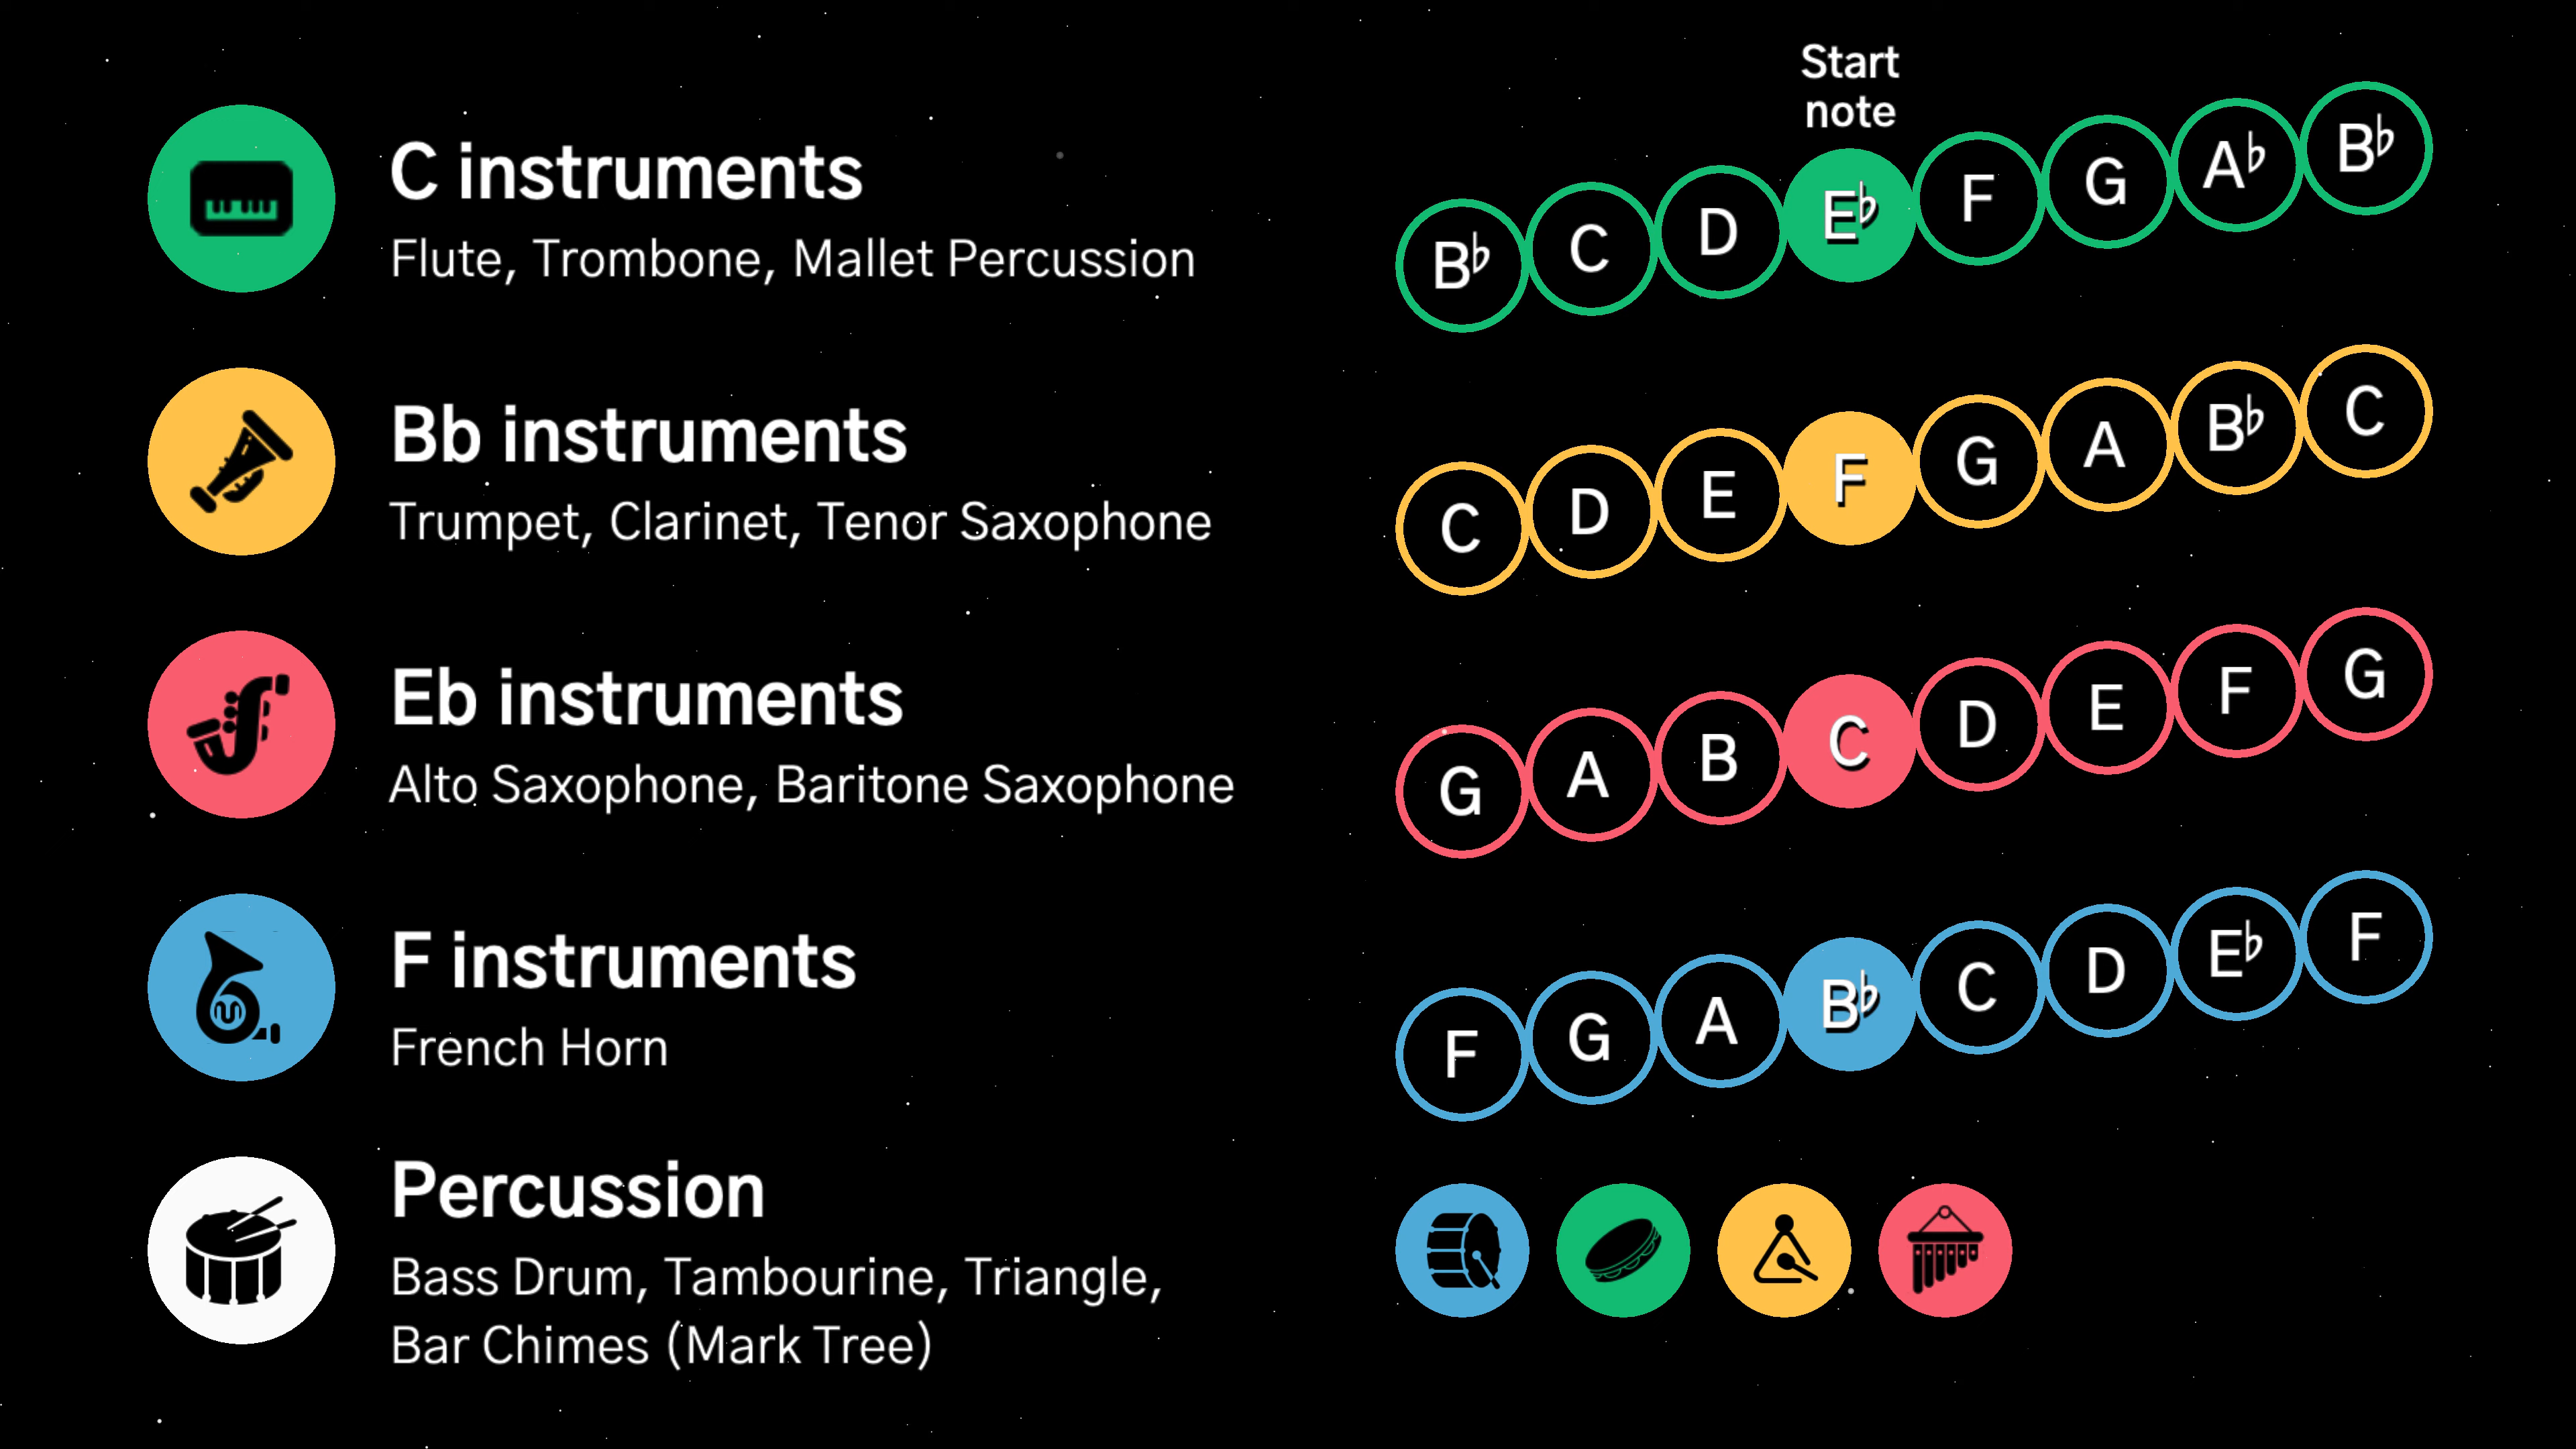 Start
note
C instruments
Flute, Trombone, Mallet Percussion
B♭ C D E♭ F G A♭ B♭
Bb instruments
Trumpet, Clarinet, Tenor Saxophone
C D E F G A B♭ C
Eb instruments
Alto Saxophone, Baritone Saxophone
G A B C D E F G
F instruments
French Horn
F G A B♭ C D E♭ F
Percussion
Bass Drum, Tambourine, Triangle,
Bar Chimes (Mark Tree)